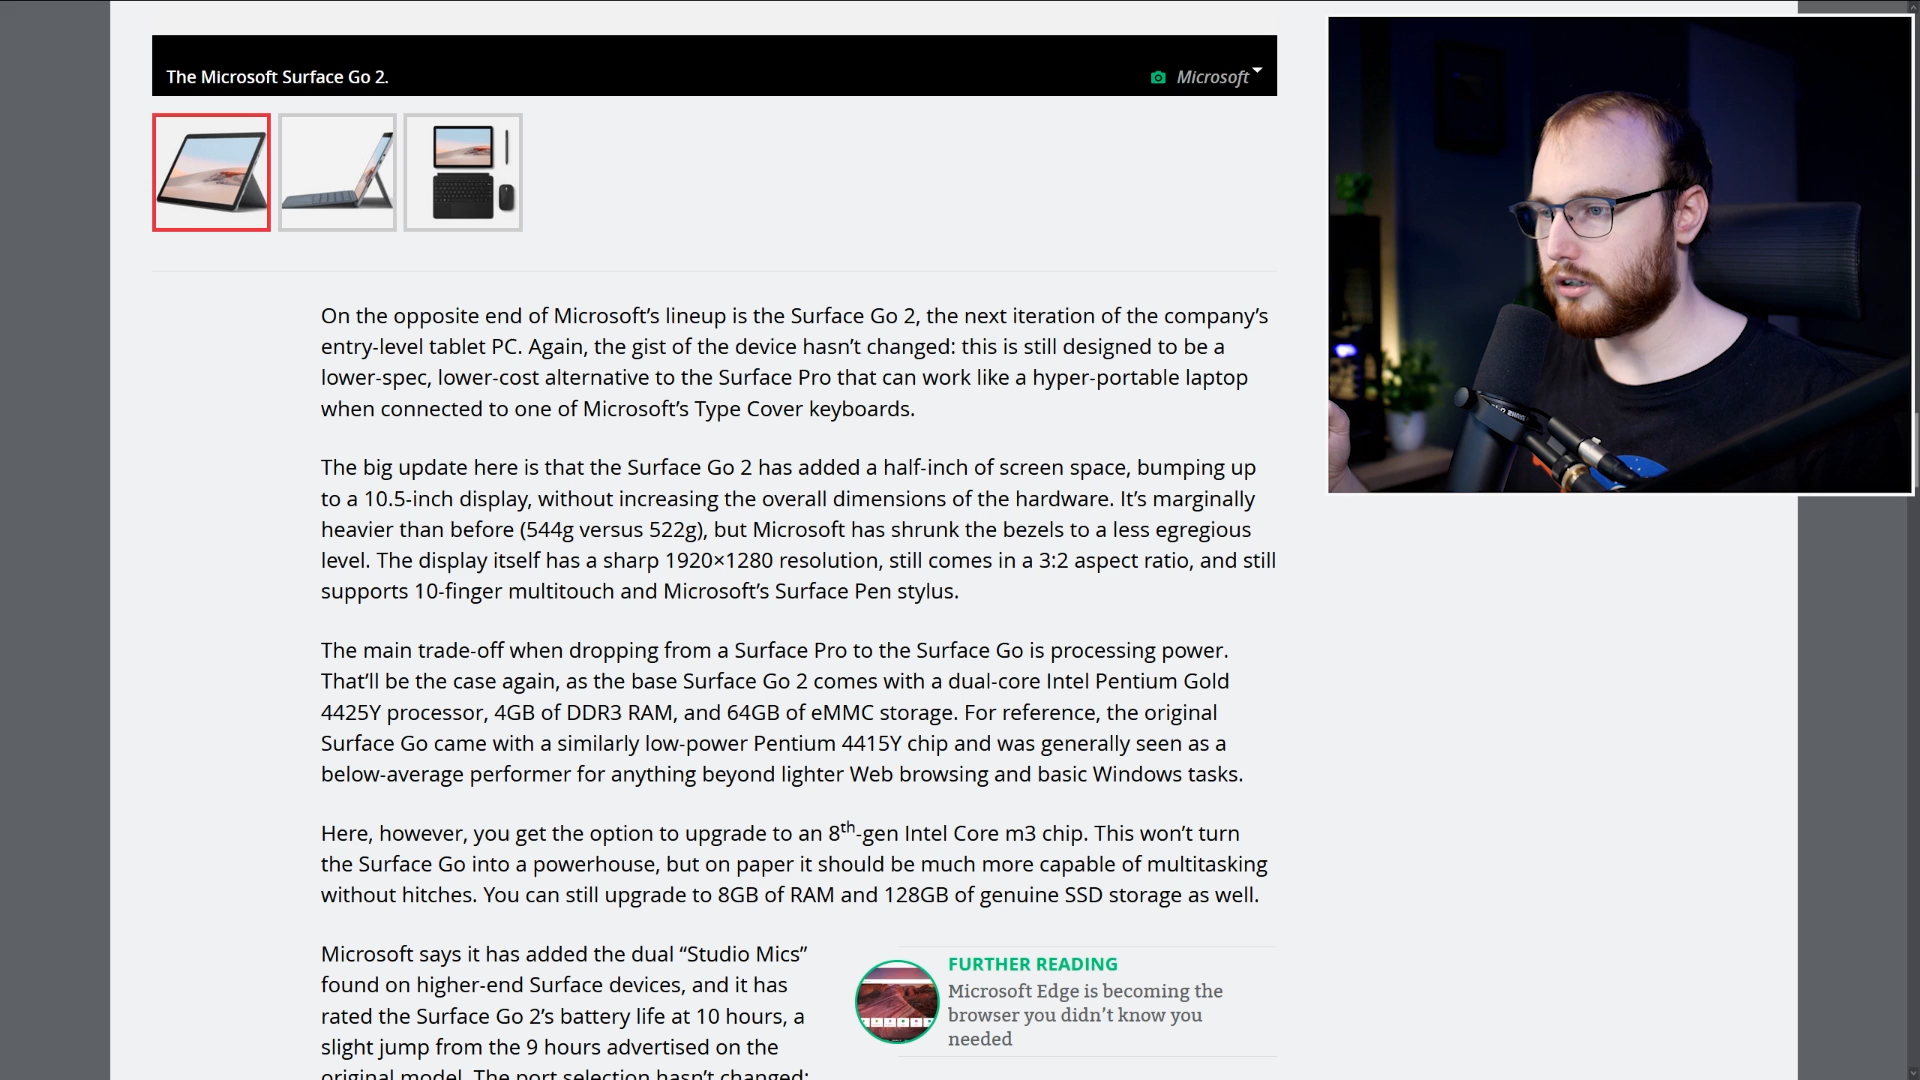 The Microsoft Surface Go 2.
Microsoft
On the opposite end of Microsoft’s lineup is the Surface Go 2, the next iteration of the company’s
entry-level tablet PC. Again, the gist of the device hasn’t changed: this is still designed to be a
lower-spec, lower-cost alternative to the Surface Pro that can work like a hyper-portable laptop
when connected to one of Microsoft’s Type Cover keyboards.
The big update here is that the Surface Go 2 has added a half-inch of screen space, bumping up
to a 10.5-inch display, without increasing the overall dimensions of the hardware. It’s marginally
heavier than before (544g versus 522g), but Microsoft has shrunk the bezels to a less egregious
level. The display itself has a sharp 1920×1280 resolution, still comes in a 3:2 aspect ratio, and still
supports 10-finger multitouch and Microsoft’s Surface Pen stylus.
The main trade-off when dropping from a Surface Pro to the Surface Go is processing power.
That’ll be the case again, as the base Surface Go 2 comes with a dual-core Intel Pentium Gold
4425Y processor, 4GB of DDR3 RAM, and 64GB of eMMC storage. For reference, the original
Surface Go came with a similarly low-power Pentium 4415Y chip and was generally seen as a
below-average performer for anything beyond lighter Web browsing and basic Windows tasks.
Here, however, you get the option to upgrade to an 8th-gen Intel Core m3 chip. This won’t turn
the Surface Go into a powerhouse, but on paper it should be much more capable of multitasking
without hitches. You can still upgrade to 8GB of RAM and 128GB of genuine SSD storage as well.
Microsoft says it has added the dual “Studio Mics”
found on higher-end Surface devices, and it has
rated the Surface Go 2’s battery life at 10 hours, a
slight jump from the 9 hours advertised on the
original model. The port selection hasn’t changed:
FURTHER READING
Microsoft Edge is becoming the
browser you didn’t know you
needed